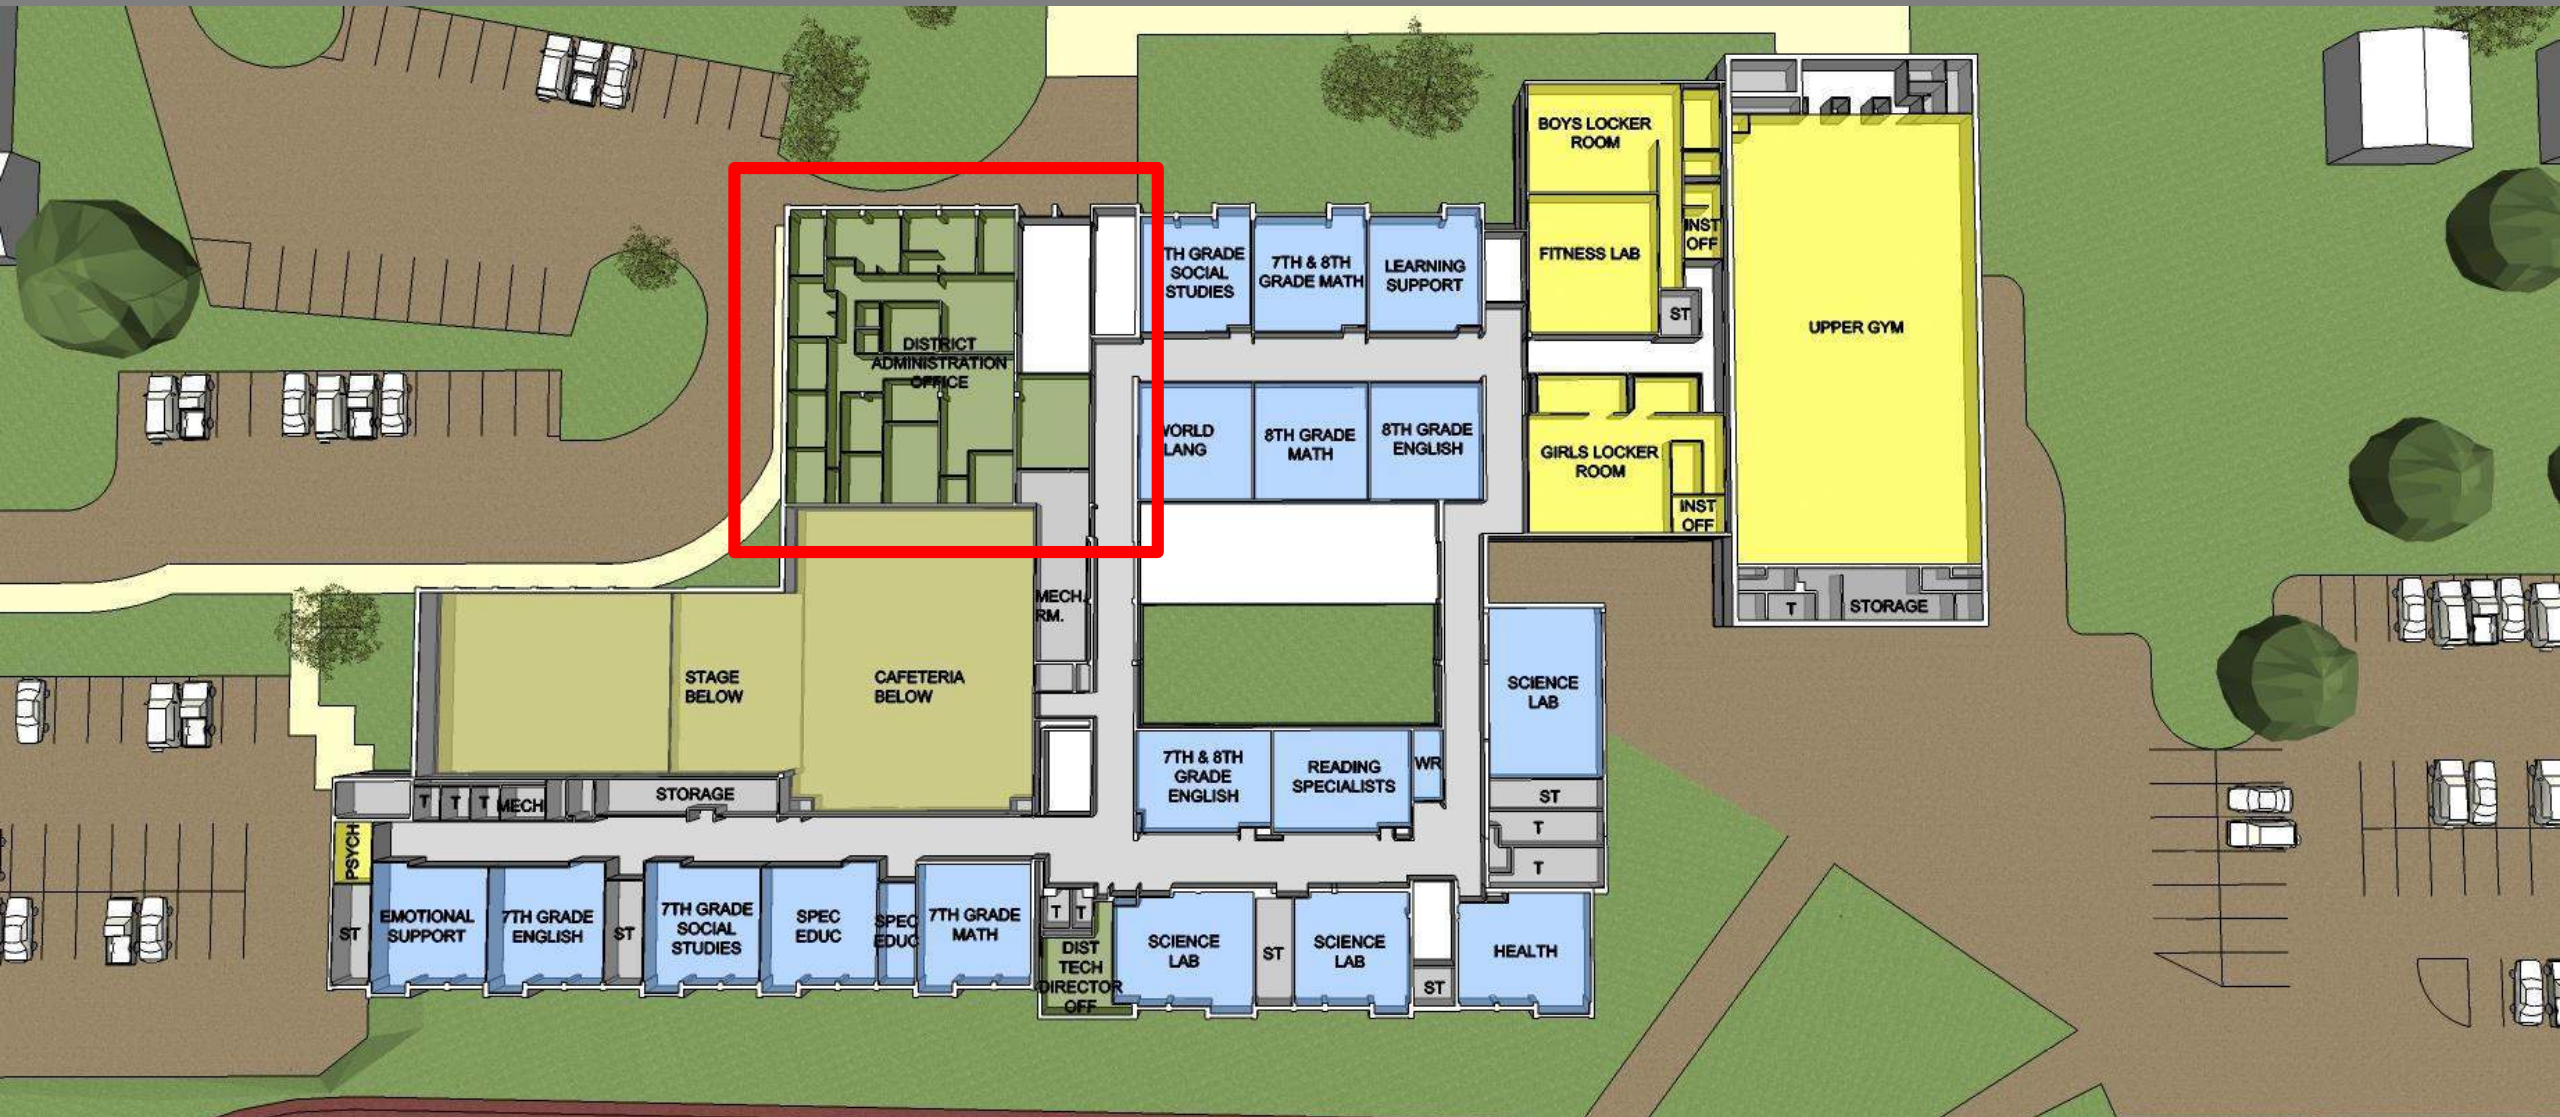 BOYS LOCKER
ROOM
INST
OFF
FITNESS LAB
ST
UPPER GYM
TH GRADE
SOCIAL
STUDIES
7TH & 8TH
GRADE MATH
LEARNING
SUPPORT
DISTRICT
ADMINISTRATION
OFFICE
WORLD
LANG
8TH GRADE
MATH
8TH GRADE
ENGLISH
GIRLS LOCKER
ROOM
INST
OFF
MECH.
RM.
T
STORAGE
STAGE
BELOW
CAFETERIA
BELOW
SCIENCE
LAB
7TH & 8TH
GRADE
ENGLISH
READING
SPECIALISTS
WR
T
T
T
MECH
STORAGE
ST
T
T
PSYCH
ST
EMOTIONAL
SUPPORT
7TH GRADE
ENGLISH
ST
7TH GRADE
SOCIAL
STUDIES
SPEC
EDUC
SPEC
EDUC
7TH GRADE
MATH
T
T
DIST
TECH
DIRECTOR
OFF
SCIENCE
LAB
ST
SCIENCE
LAB
ST
HEALTH